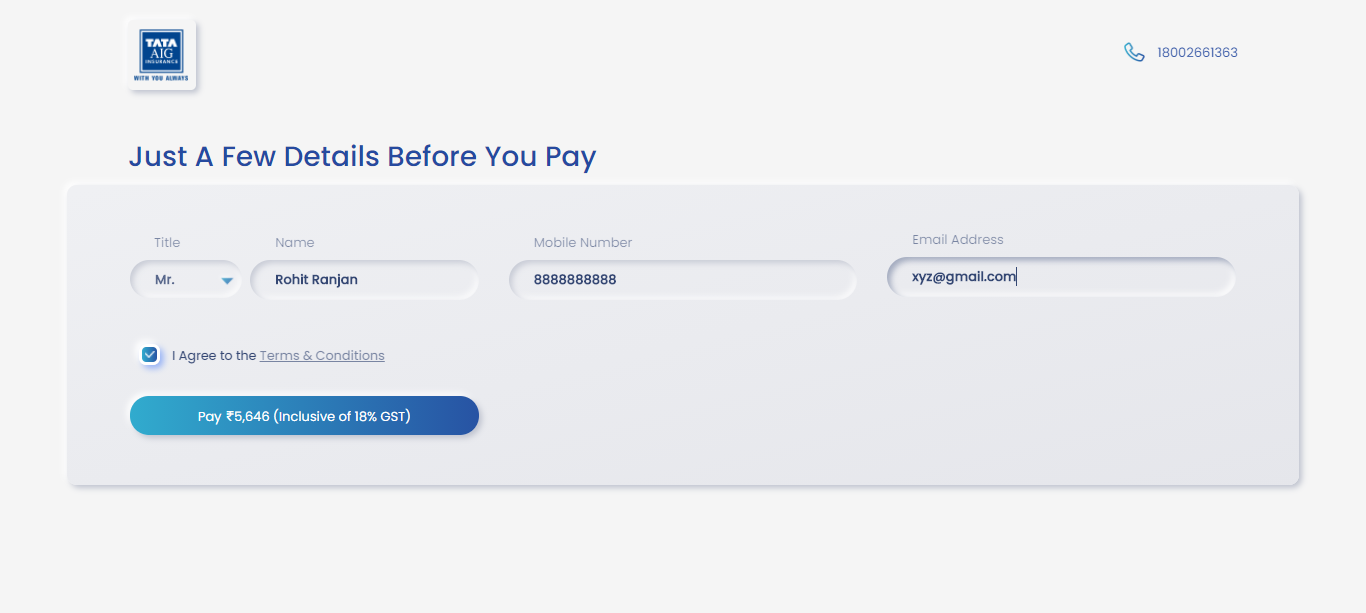 TATA
AIG
INSURANCE
WITH YOU ALWAYS
18002661363
Just A Few Details Before You Pay
Title Name Mobile Number Email Address
Mr. Rohit Ranjan 8888888888 xyz@gmail.com
I Agree to the Terms & Conditions
Pay ₹5,646 (Inclusive of 18% GST)